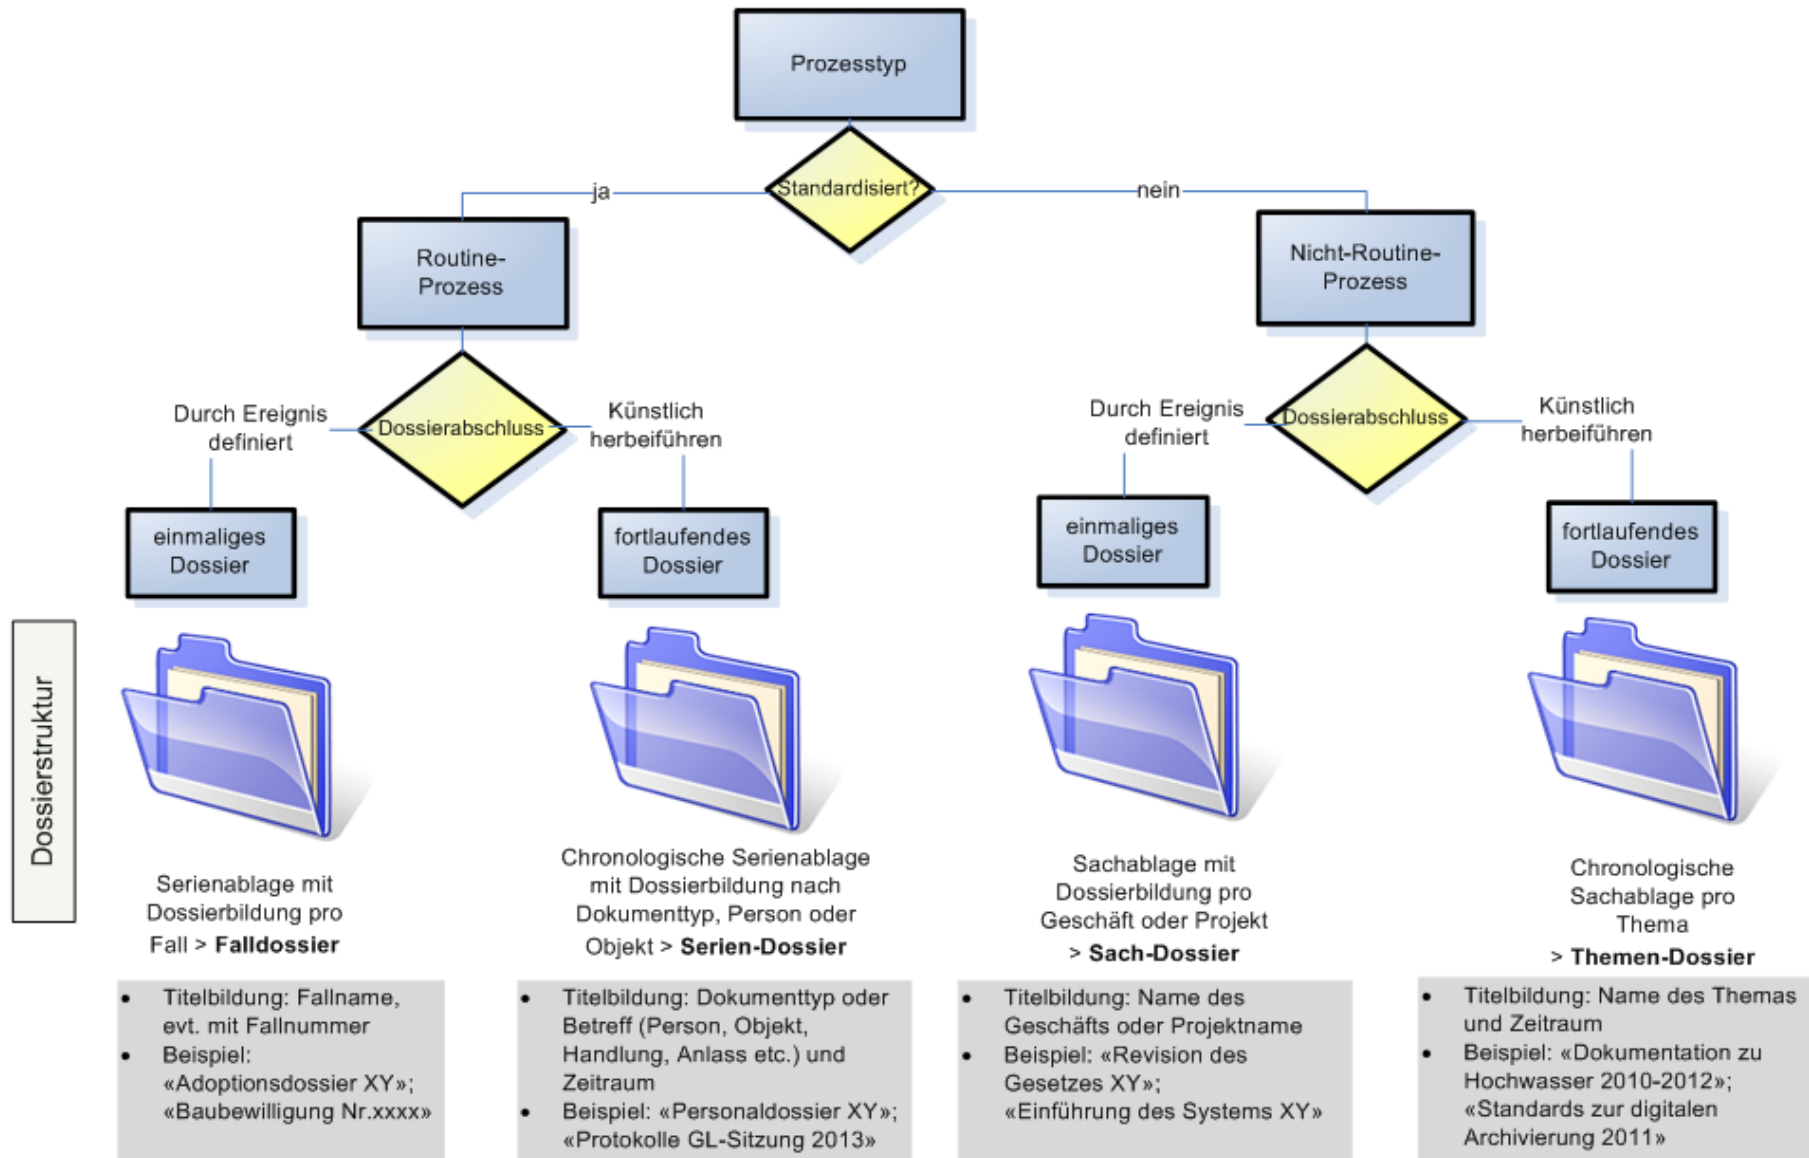 Prozesstyp
Standardisiert?
ja
nein
Routine-
Prozess
Nicht-Routine-
Prozess
Durch Ereignis
definiert
Dossierabschluss
Künstlich
herbeiführen
Durch Ereignis
definiert
Dossierabschluss
Künstlich
herbeiführen
einmaliges
Dossier
fortlaufendes
Dossier
einmaliges
Dossier
fortlaufendes
Dossier
Dossierstruktur
Serienablage mit
Dossierbildung pro
Fall > Falldossier
Chronologische Serienablage
mit Dossierbildung nach
Dokumenttyp, Person oder
Objekt > Serien-Dossier
Sachablage mit
Dossierbildung pro
Geschäft oder Projekt
> Sach-Dossier
Chronologische
Sachablage pro
Thema
> Themen-Dossier
• Titelbildung: Fallname,
evt. mit Fallnummer
• Beispiel:
«Adoptionsdossier XY»;
«Baubewilligung Nr.xxxx»
• Titelbildung: Dokumenttyp oder
Betreff (Person, Objekt,
Handlung, Anlass etc.) und
Zeitraum
• Beispiel: «Personaldossier XY»;
«Protokolle GL-Sitzung 2013»
• Titelbildung: Name des
Geschäfts oder Projektname
• Beispiel: «Revision des
Gesetzes XY»;
«Einführung des Systems XY»
• Titelbildung: Name des Themas
und Zeitraum
• Beispiel: «Dokumentation zu
Hochwasser 2010-2012»;
«Standards zur digitalen
Archivierung 2011»